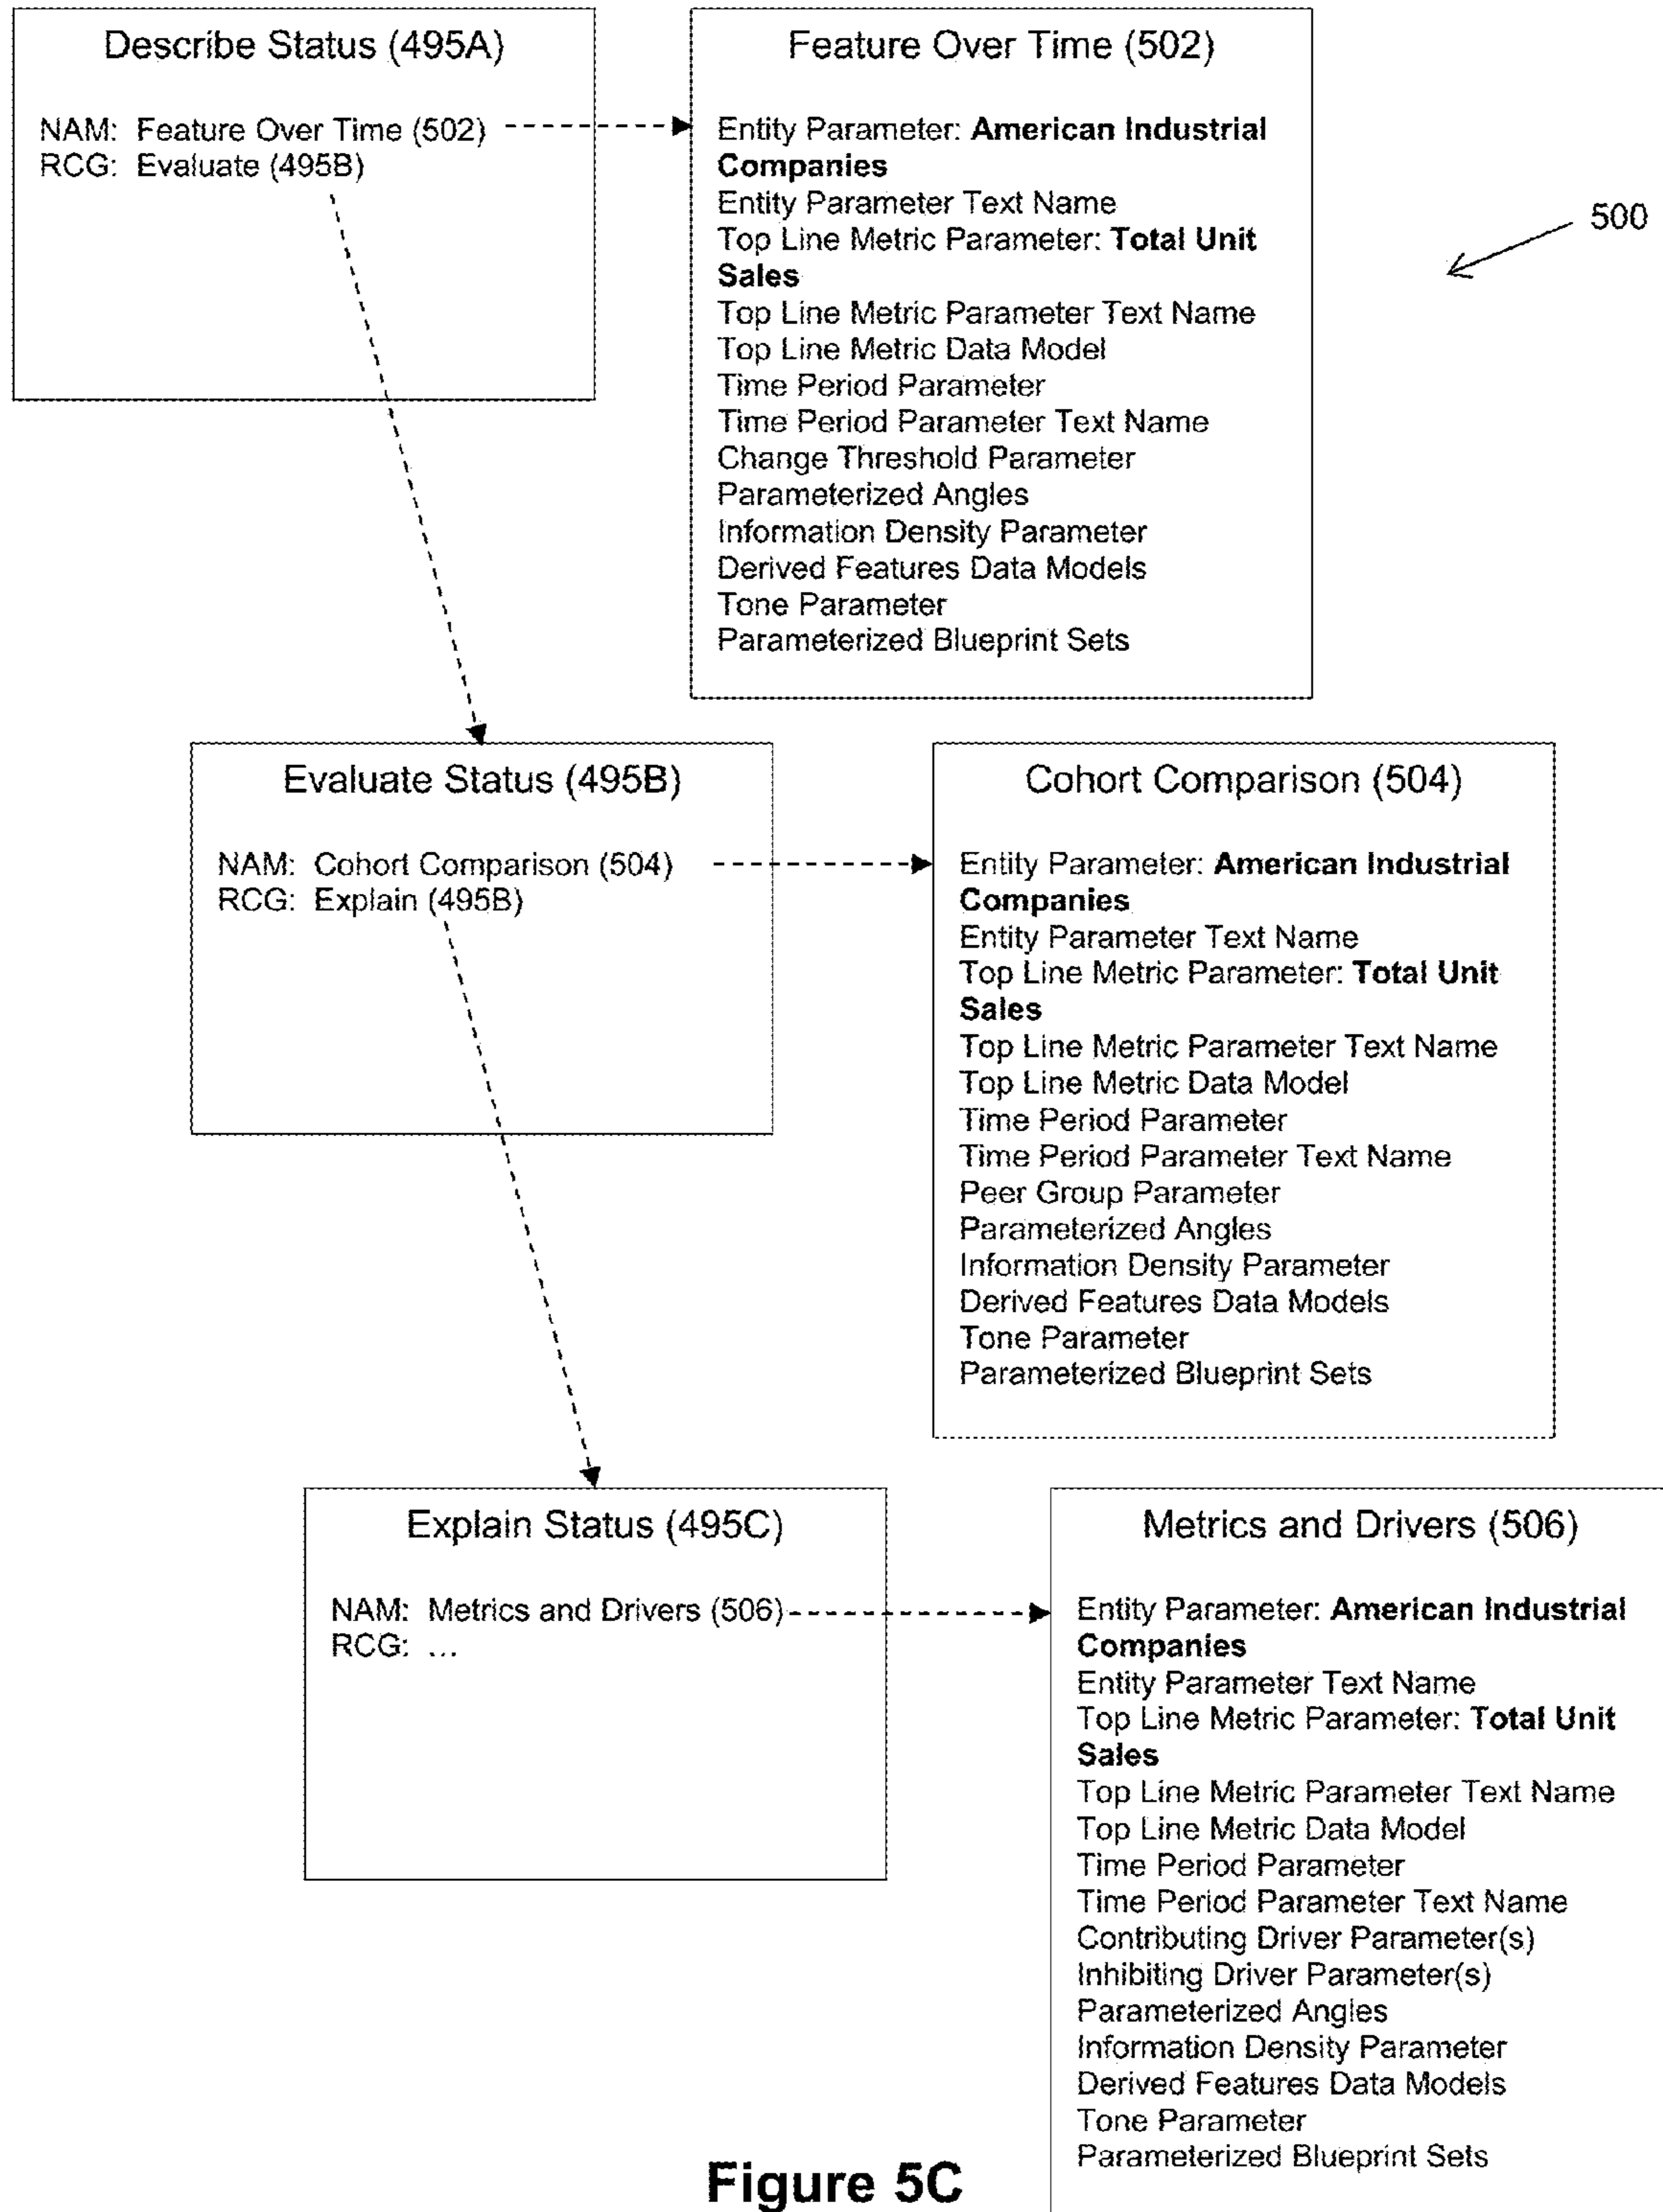 Describe Status (495A)
NAM: Feature Over Time (502)
RCG: Evaluate (495B)
Feature Over Time (502)
Entity Parameter: American Industrial
Companies
Entity Parameter Text Name
Top Line Metric Parameter: Total Unit
Sales
Top Line Metric Parameter Text Name
Top Line Metric Data Model
Time Period Parameter
Time Period Parameter Text Name
Change Threshold Parameter
Parameterized Angles
Information Density Parameter
Derived Features Data Models
Tone Parameter
Parameterized Blueprint Sets
500
Evaluate Status (495B)
NAM: Cohort Comparison (504)
RCG: Explain (495B)
Cohort Comparison (504)
Entity Parameter: American Industrial
Companies
Entity Parameter Text Name
Top Line Metric Parameter: Total Unit
Sales
Top Line Metric Parameter Text Name
Top Line Metric Data Model
Time Period Parameter
Time Period Parameter Text Name
Peer Group Parameter
Parameterized Angles
Information Density Parameter
Derived Features Data Models
Tone Parameter
Parameterized Blueprint Sets
Explain Status (495C)
NAM: Metrics and Drivers (506)
RCG: ...
Metrics and Drivers (506)
Entity Parameter: American Industrial
Companies
Entity Parameter Text Name
Top Line Metric Parameter: Total Unit
Sales
Top Line Metric Parameter Text Name
Top Line Metric Data Model
Time Period Parameter
Time Period Parameter Text Name
Contributing Driver Parameter(s)
Inhibiting Driver Parameter(s)
Parameterized Angles
Information Density Parameter
Derived Features Data Models
Tone Parameter
Parameterized Blueprint Sets
Figure 5C